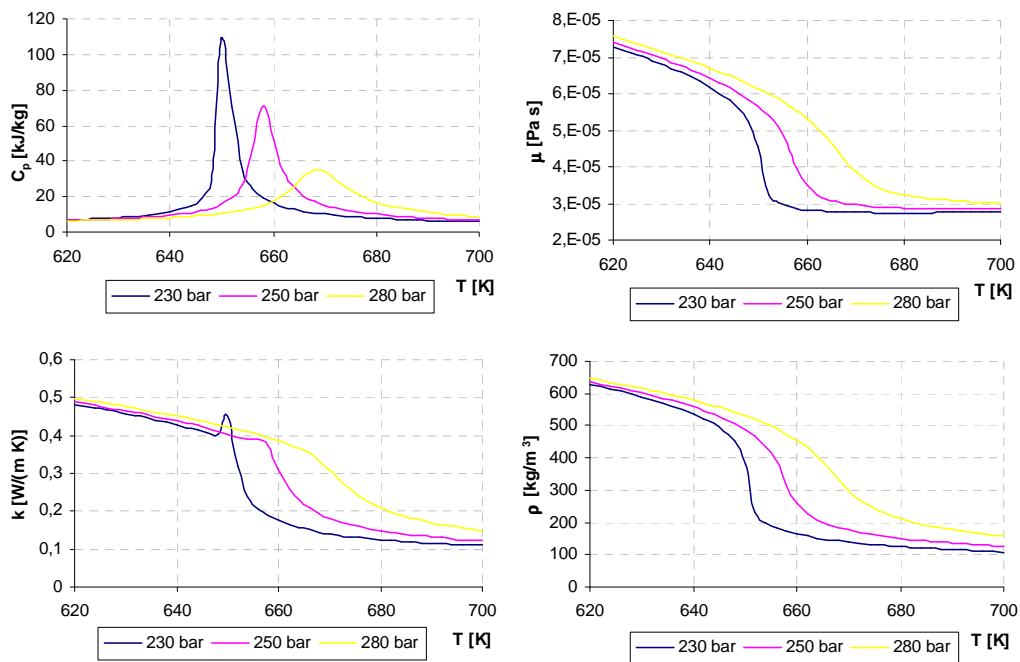 C_p [kJ/kg]
120
100
80
60
40
20
0
620 640 660 680 700
T [K]
230 bar 250 bar 280 bar
μ [Pa s]
8,E-05
7,E-05
6,E-05
5,E-05
4,E-05
3,E-05
2,E-05
620 640 660 680 700
T [K]
230 bar 250 bar 280 bar
k [W/(m K)]
0,6
0,5
0,4
0,3
0,2
0,1
0
620 640 660 680 700
T [K]
230 bar 250 bar 280 bar
ρ [kg/m³]
700
600
500
400
300
200
100
0
620 640 660 680 700
T [K]
230 bar 250 bar 280 bar